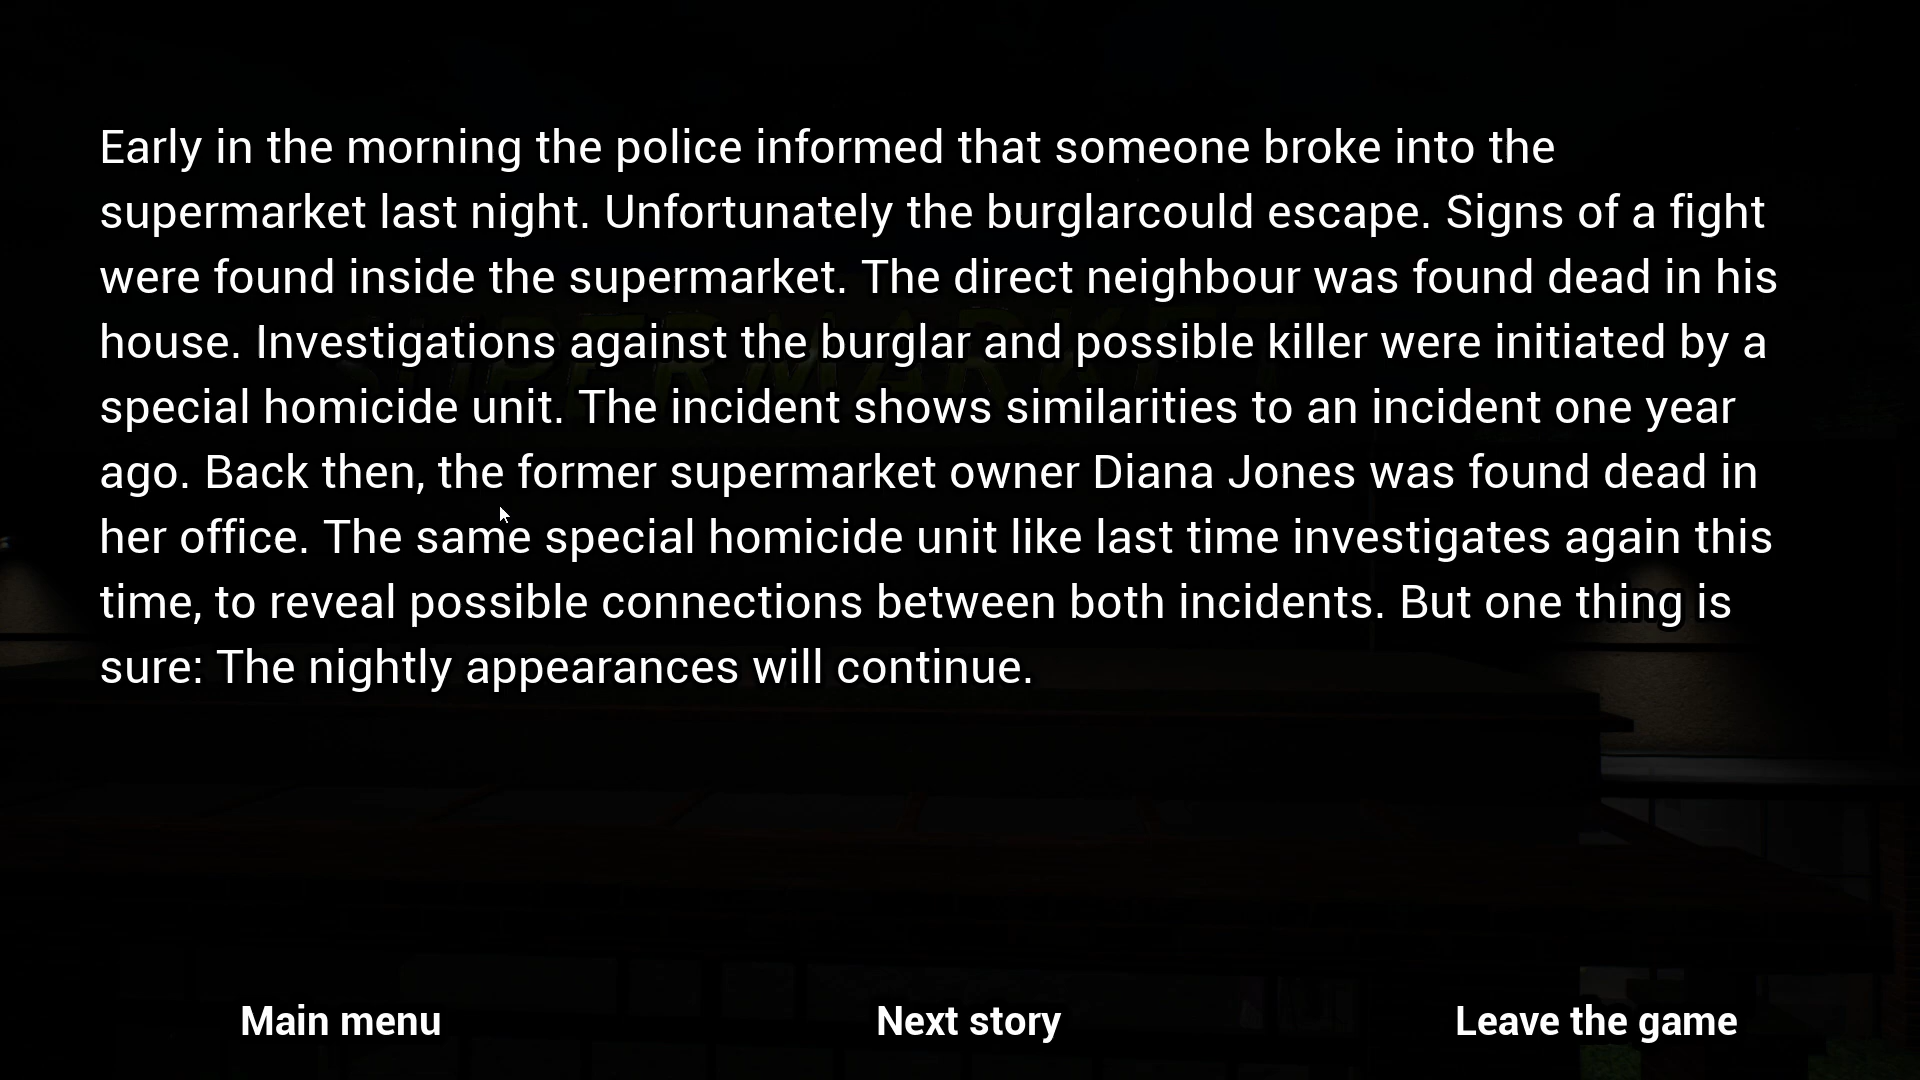 Early in the morning the police informed that someone broke into the
supermarket last night. Unfortunately the burglarcould escape. Signs of a fight
were found inside the supermarket. The direct neighbour was found dead in his
house. Investigations against the burglar and possible killer were initiated by a
special homicide unit. The incident shows similarities to an incident one year
ago. Back then, the former supermarket owner Diana Jones was found dead in
her office. The same special homicide unit like last time investigates again this
time, to reveal possible connections between both incidents. But one thing is
sure: The nightly appearances will continue.
SUPERMARKET
Main menu
Next story
Leave the game